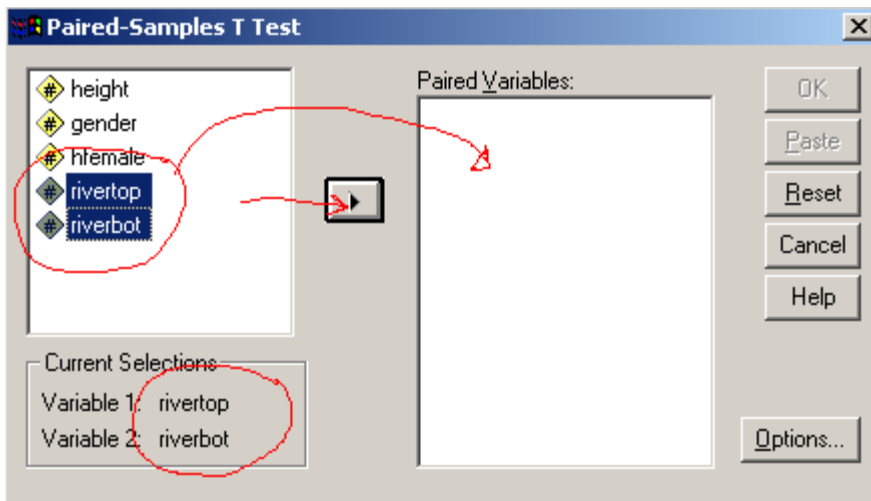 Paired-Samples T Test
height
gender
hfemale
rivertop
riverbot
Paired Variables:
OK
Paste
Reset
Cancel
Help
Current Selections
Variable 1: rivertop
Variable 2: riverbot
Options...